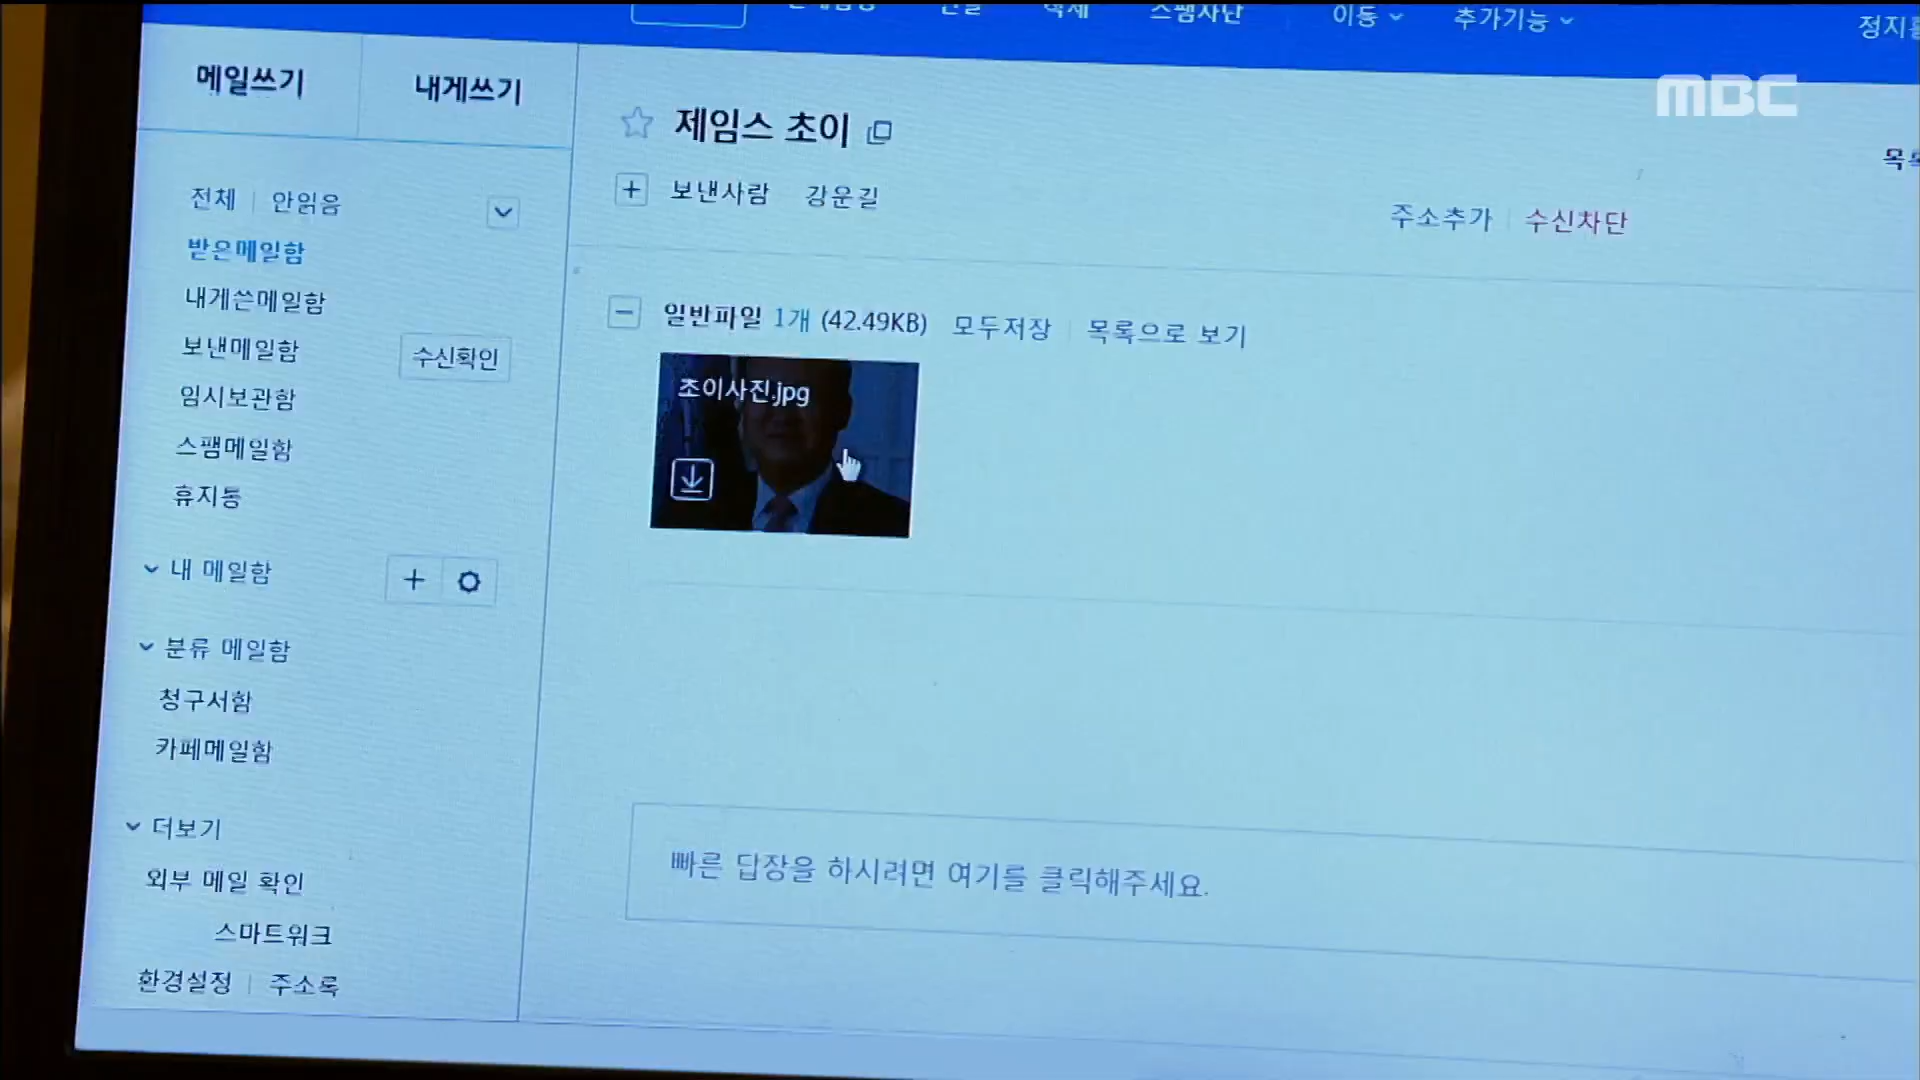 스팸차단
이동
추가기능
메일쓰기
내게쓰기
MBC
제임스 초이
보낸사람 강운길
주소추가 수신차단
전체 안읽음
받은메일함
내게쓴메일함
보낸메일함 수신확인
임시보관함
스팸메일함
휴지통
내 메일함
분류 메일함
청구서함
카페메일함
더보기
외부 메일 확인
스마트워크
환경설정 주소록
일반파일 1개 (42.49KB) 모두저장 목록으로 보기
초이사진.jpg
빠른 답장을 하시려면 여기를 클릭해주세요.